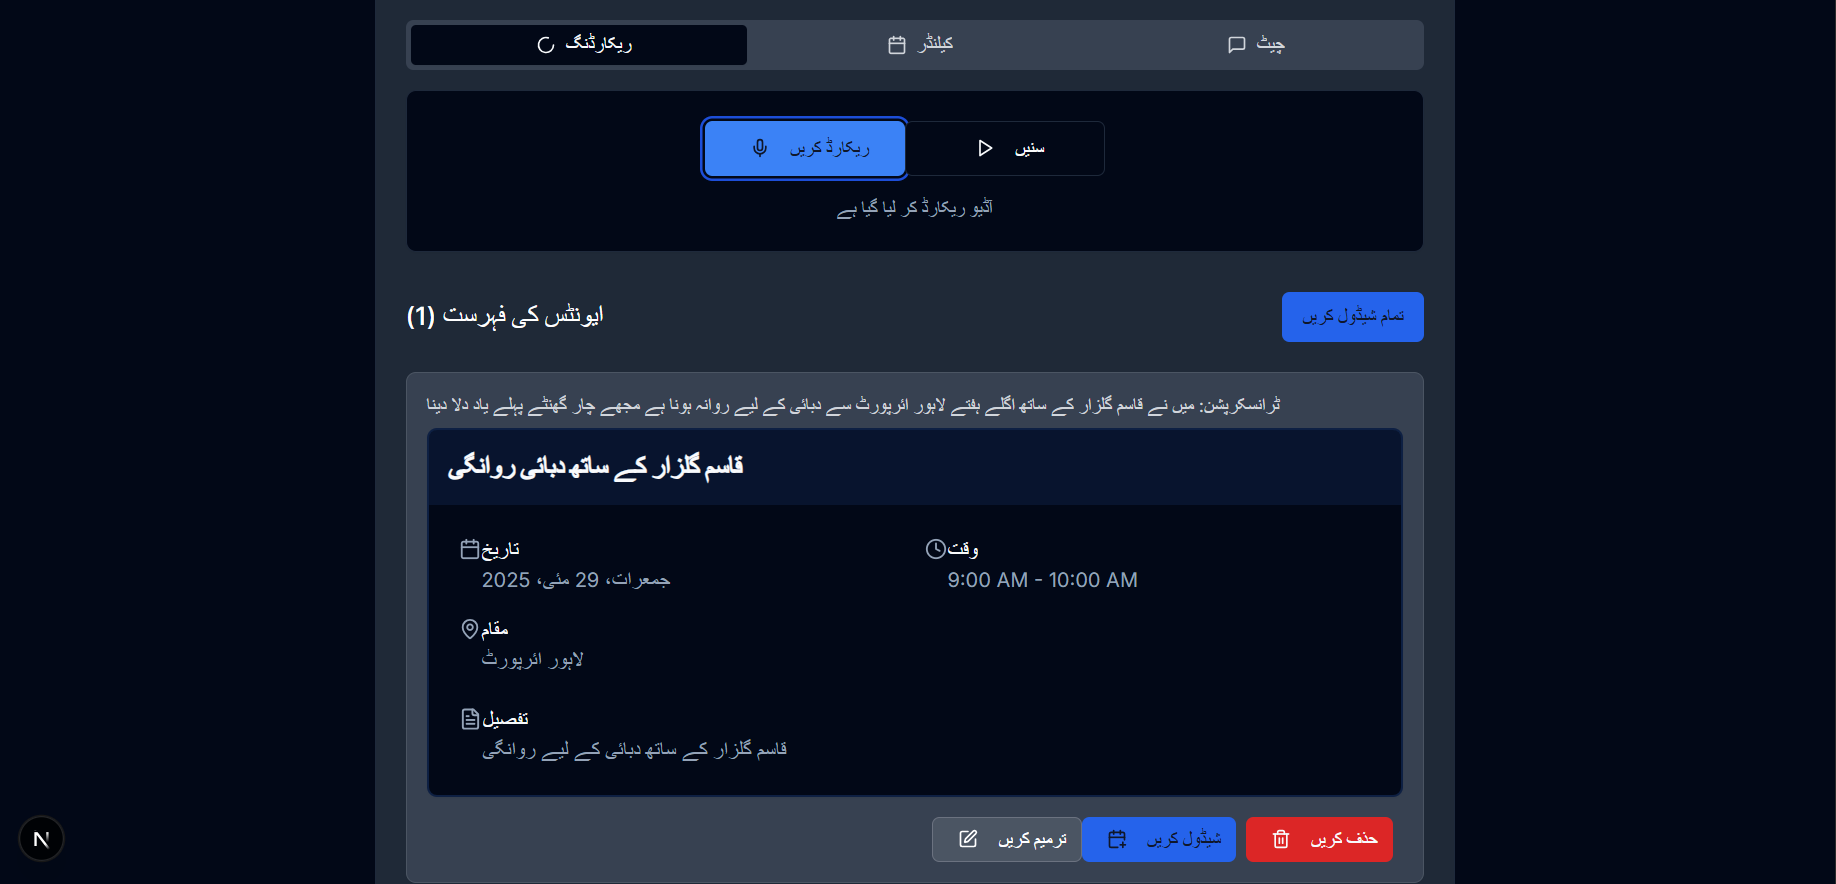 ریکارڈنگ
کیلنڈر
چیٹ
ریکارڈ کریں
سنیں
آڈیو ریکارڈ کر لیا گیا ہے
ایونٹس کی فہرست (1)
تمام شیڈول کریں
ٹرانسکرپشن: میں نے قاسم گلزار کے ساتھ اگلے ہفتے لاہور ائرپورٹ سے دبائی کے لیے روانہ ہونا ہے مجھے چار گھنٹے پہلے یاد دلا دینا
قاسم گلزار کے ساتھ دبائی روانگی
تاریخ
جمعرات، 29 مئی، 2025
وقت
9:00 AM - 10:00 AM
مقام
لاہور ائرپورٹ
تفصیل
قاسم گلزار کے ساتھ دبائی کے لیے روانگی
ترمیم کریں
شیڈول کریں
حذف کریں
N